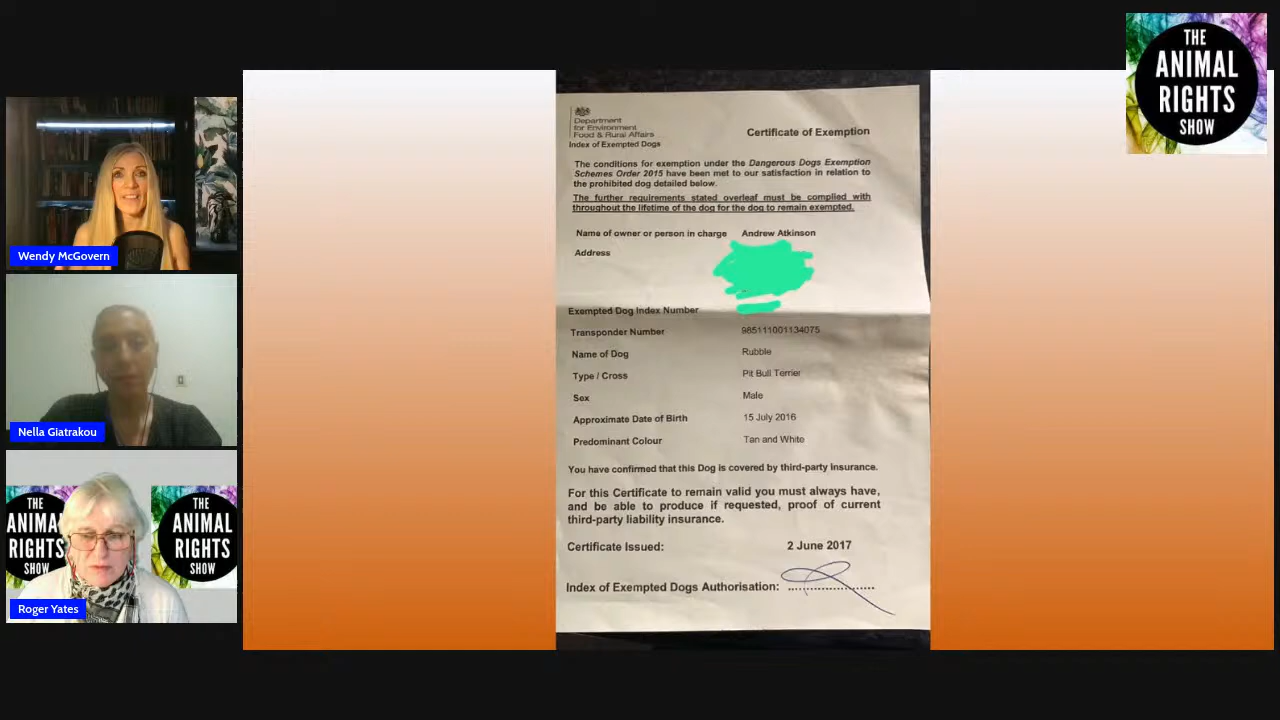 THE
ANIMAL
RIGHTS
SHOW
Wendy McGovern
Nella Giatrakou
THE
ANIMAL
RIGHTS
SHOW
THE
ANIMAL
RIGHTS
SHOW
Roger Yates
Department
for Environment
Food & Rural Affairs
Index of Exempted Dogs
Certificate of Exemption
The conditions for exemption under the Dangerous Dogs Exemption
Schemes Order 2015 have been met to our satisfaction in relation to
the prohibited dog detailed below.
The further requirements stated overleaf must be complied with
throughout the lifetime of the dog for the dog to remain exempted.
Name of owner or person in charge Andrew Atkinson
Address
Exempted Dog Index Number
Transponder Number 985111001134075
Name of Dog Rubble
Type / Cross Pit Bull Terrier
Sex Male
Approximate Date of Birth 15 July 2016
Predominant Colour Tan and White
You have confirmed that this Dog is covered by third-party insurance.
For this Certificate to remain valid you must always have,
and be able to produce if requested, proof of current
third-party liability insurance.
Certificate Issued: 2 June 2017
Index of Exempted Dogs Authorisation: